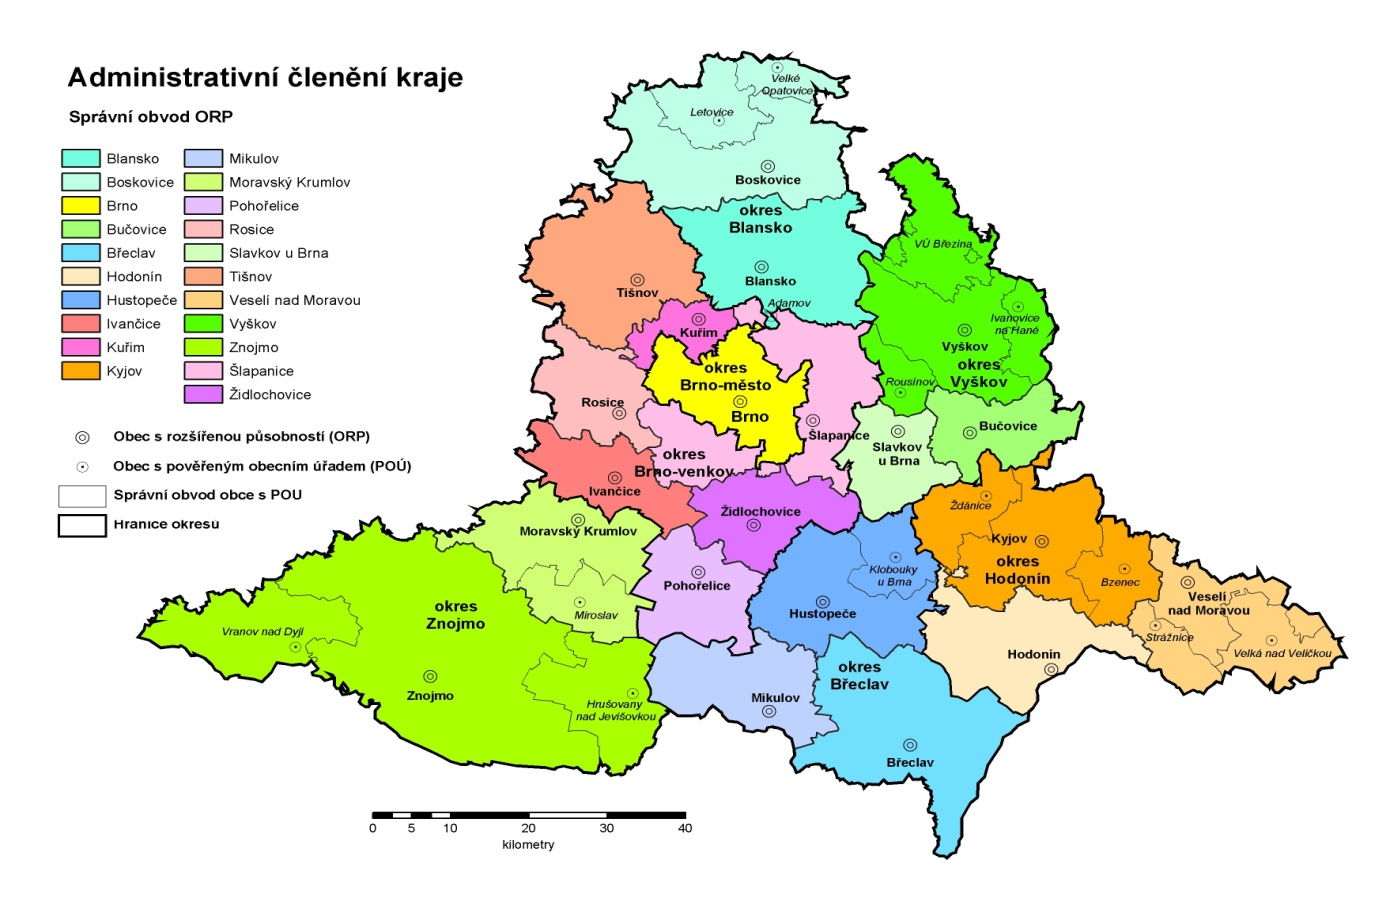 Administrativní členění kraje
Správní obvod ORP
Blansko
Boskovice
Brno
Bučovice
Břeclav
Hodonín
Hustopeče
Ivančice
Kuřim
Kyjov
Mikulov
Moravský Krumlov
Pohořelice
Rosice
Slavkov u Brna
Tišnov
Veselí nad Moravou
Vyškov
Znojmo
Šlapanice
Židlochovice
Obec s rozšířenou působností (ORP)
Obec s pověřeným obecním úřadem (POÚ)
Správní obvod obce s POU
Hranice okresu
Velké
Opatovice
Letovice
Boskovice
okres
Blansko
Blansko
Adamov
VÚ Březina
Ivanovice
na Hané
Vyškov
okres
Vyškov
Rousínov
Tišnov
Kuřim
okres
Brno-město
Brno
Rosice
Šlapanice
Slavkov
u Brna
Bučovice
okres
Brno-venkov
Ivančice
Židlochovice
Moravský Krumlov
Ždánice
Kyjov
okres
Hodonín
Bzenec
Klobouky
u Brna
Pohořelice
Hustopeče
Veselí
nad Moravou
Strážnice
Velká nad Veličkou
Miroslav
okres
Znojmo
Vranov nad Dyjí
Znojmo
Hrušovany
nad Jevišovkou
Hodonín
okres
Břeclav
Mikulov
Břeclav
0 5 10 20 30 40
kilometry